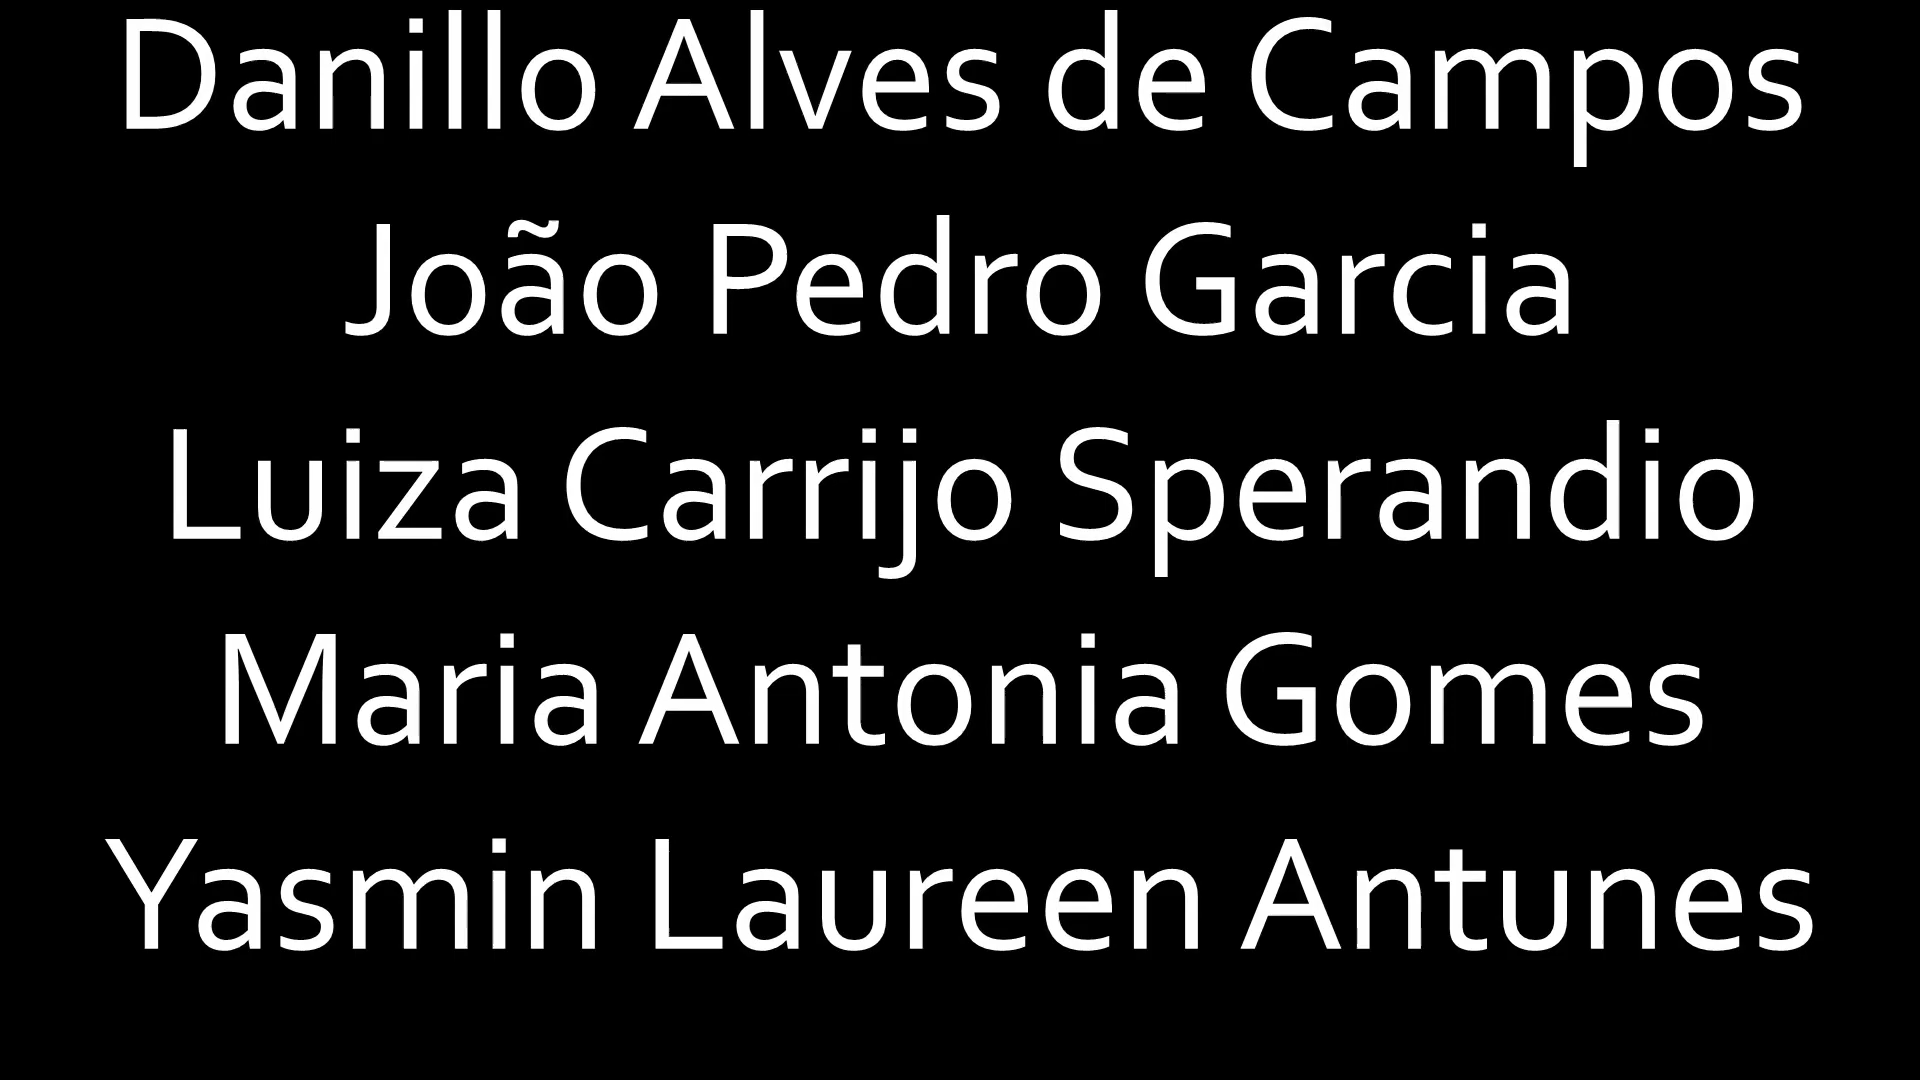 Danillo Alves de Campos
João Pedro Garcia
Luiza Carrijo Sperandio
Maria Antonia Gomes
Yasmin Laureen Antunes